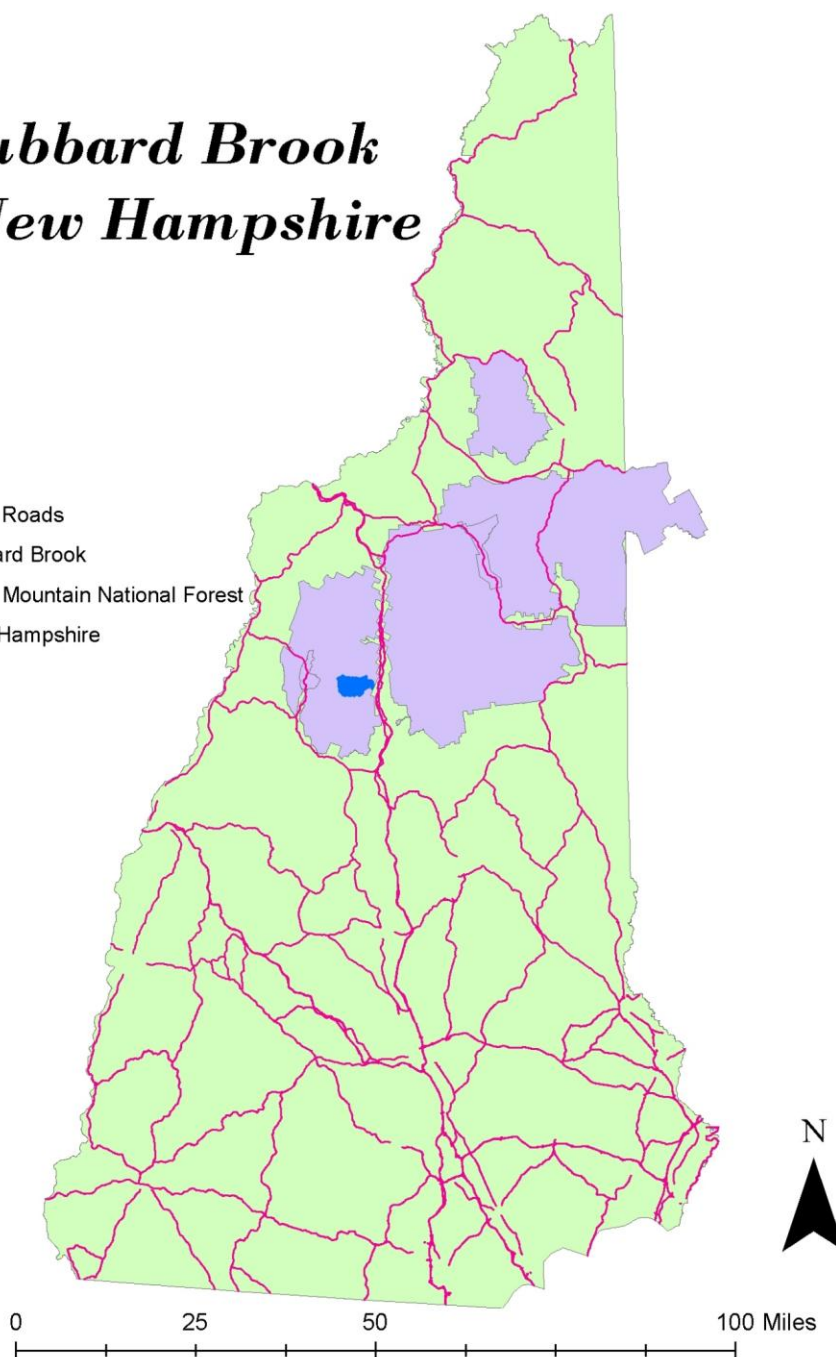 ubbard Brook
New Hampshire
Roads
ard Brook
Mountain National Forest
Hampshire
N
0 25 50 100 Miles